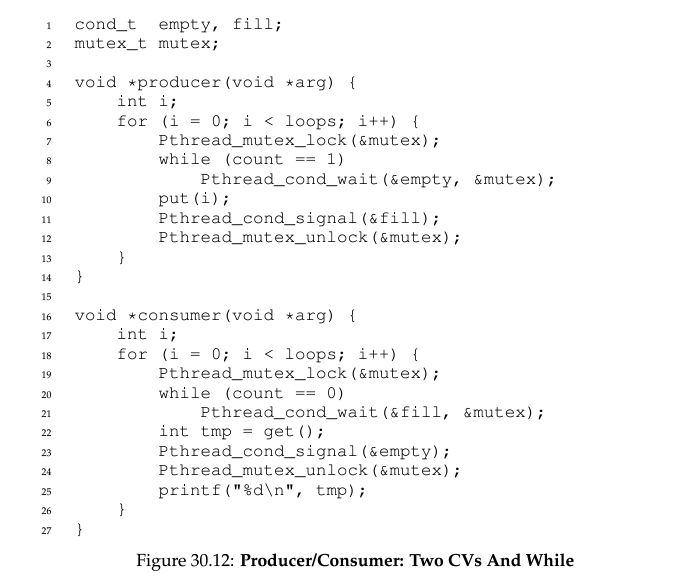 1 cond_t  empty, fill;
2 mutex_t mutex;
3
4 void *producer(void *arg) {
5     int i;
6     for (i = 0; i < loops; i++) {
7         Pthread_mutex_lock(&mutex);
8         while (count == 1)
9             Pthread_cond_wait(&empty, &mutex);
10         put(i);
11         Pthread_cond_signal(&fill);
12         Pthread_mutex_unlock(&mutex);
13     }
14 }
15
16 void *consumer(void *arg) {
17     int i;
18     for (i = 0; i < loops; i++) {
19         Pthread_mutex_lock(&mutex);
20         while (count == 0)
21             Pthread_cond_wait(&fill, &mutex);
22         int tmp = get();
23         Pthread_cond_signal(&empty);
24         Pthread_mutex_unlock(&mutex);
25         printf("%d\n", tmp);
26     }
27 }
Figure 30.12: Producer/Consumer: Two CVs And While